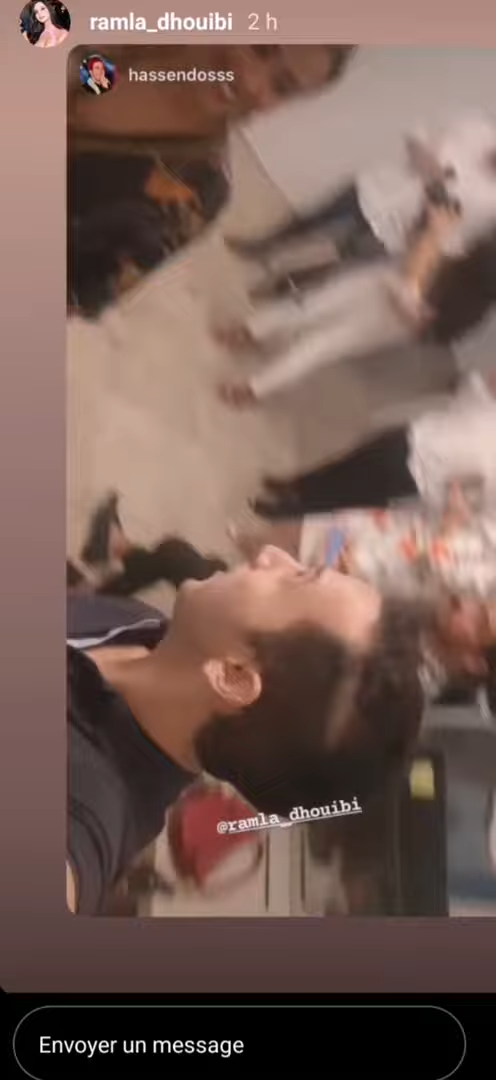 ramla_dhouibi 2 h
hassendosss
@ramla_dhouibi
Envoyer un message